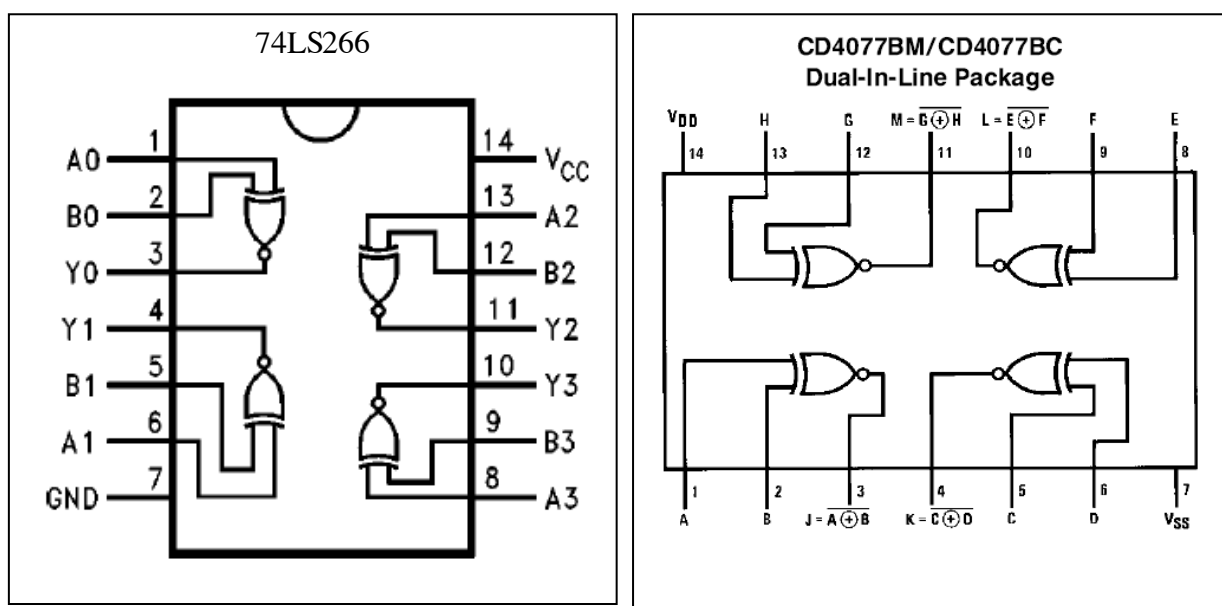 74LS266
A0 1 14 VCC
B0 2 13 A2
Y0 3 12 B2
Y1 4 11 Y2
B1 5 10 Y3
A1 6 9 B3
GND 7 8 A3
CD4077BM/CD4077BC
Dual-In-Line Package
VDD H G M = G⊕H L = E⊕F F E
14 13 12 11 10 9 8
1 2 3 4 5 6 7
A B J = A⊕B K = C⊕D C D VSS